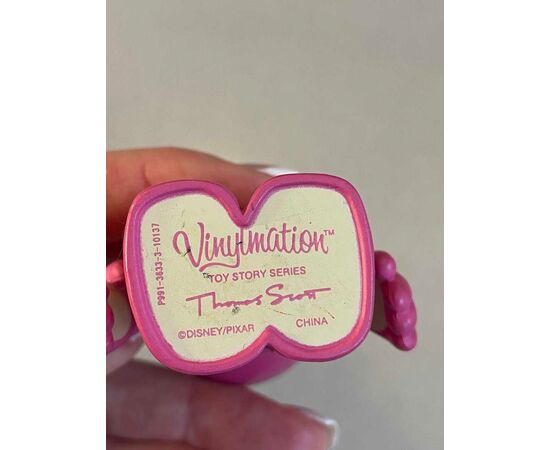 Vinylmation™
TOY STORY SERIES
Thomas Scott
©DISNEY/PIXAR CHINA
P991-3833-3-10137